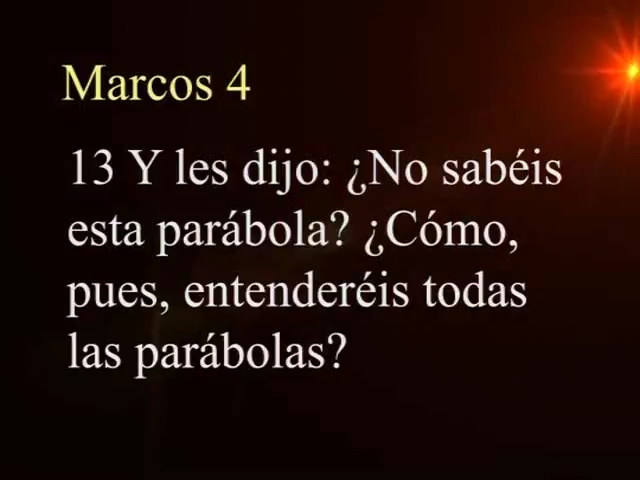 Marcos 4
13 Y les dijo: ¿No sabéis
esta parábola? ¿Cómo,
pues, entenderéis todas
las parábolas?